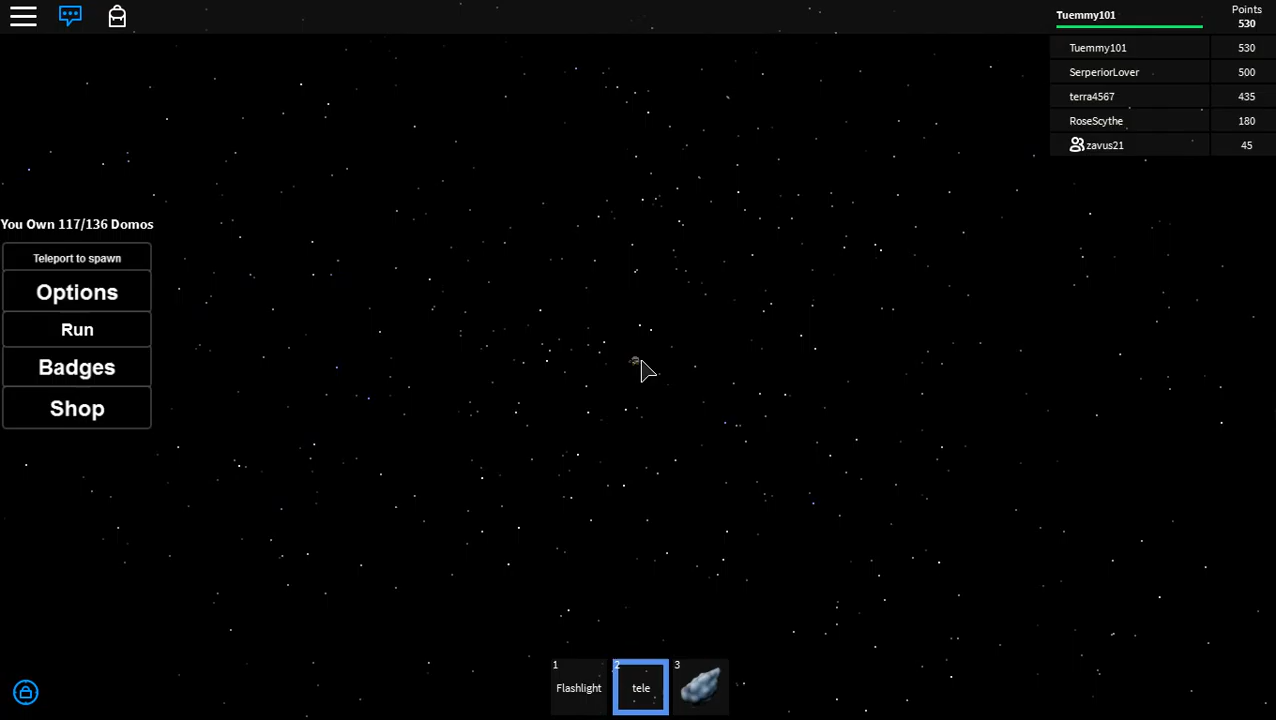 Tuemmy101
Points
530
Tuemmy101 530
SerperiorLover 500
terra4567 435
RoseScythe 180
zavus21 45
You Own 117/136 Domos
Teleport to spawn
Options
Run
Badges
Shop
1 2 3
Flashlight tele